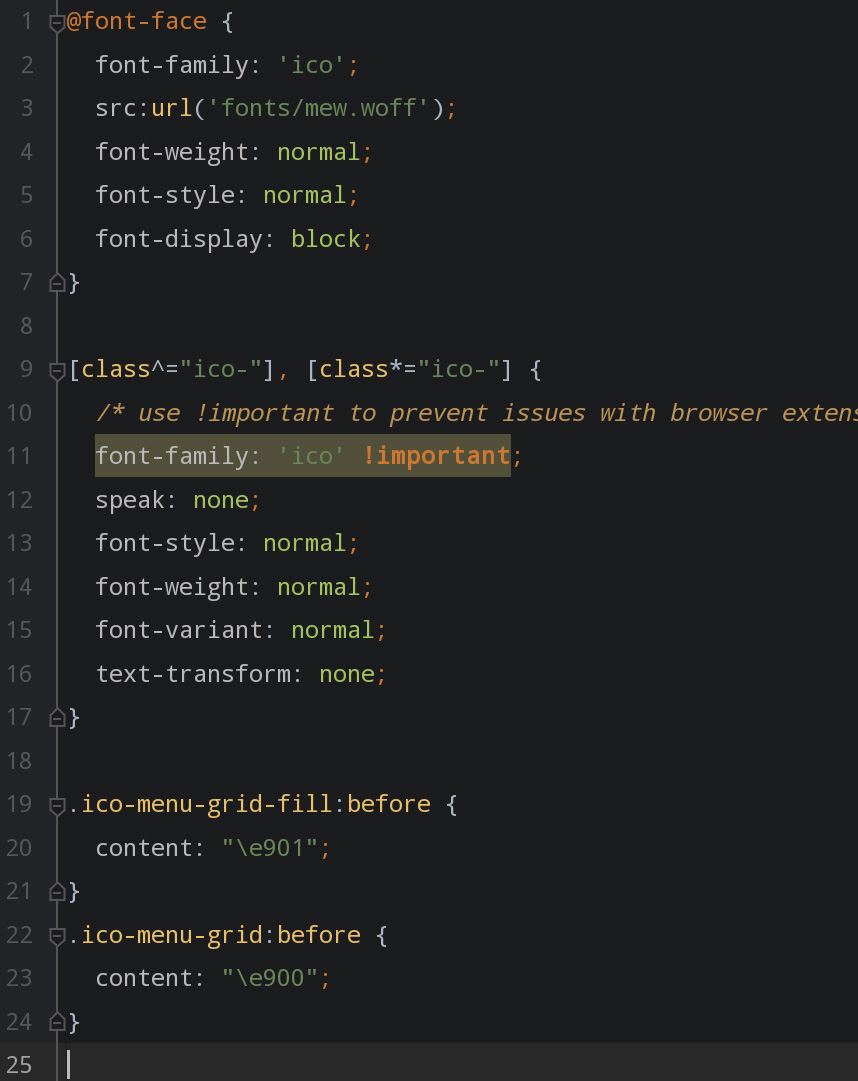 1 @font-face {
2 font-family: 'ico';
3 src:url('fonts/mew.woff');
4 font-weight: normal;
5 font-style: normal;
6 font-display: block;
7 }
8
9 [class^="ico-"], [class*="ico-"] {
10 /* use !important to prevent issues with browser extens
11 font-family: 'ico' !important;
12 speak: none;
13 font-style: normal;
14 font-weight: normal;
15 font-variant: normal;
16 text-transform: none;
17 }
18
19 .ico-menu-grid-fill:before {
20 content: "\e901";
21 }
22 .ico-menu-grid:before {
23 content: "\e900";
24 }
25